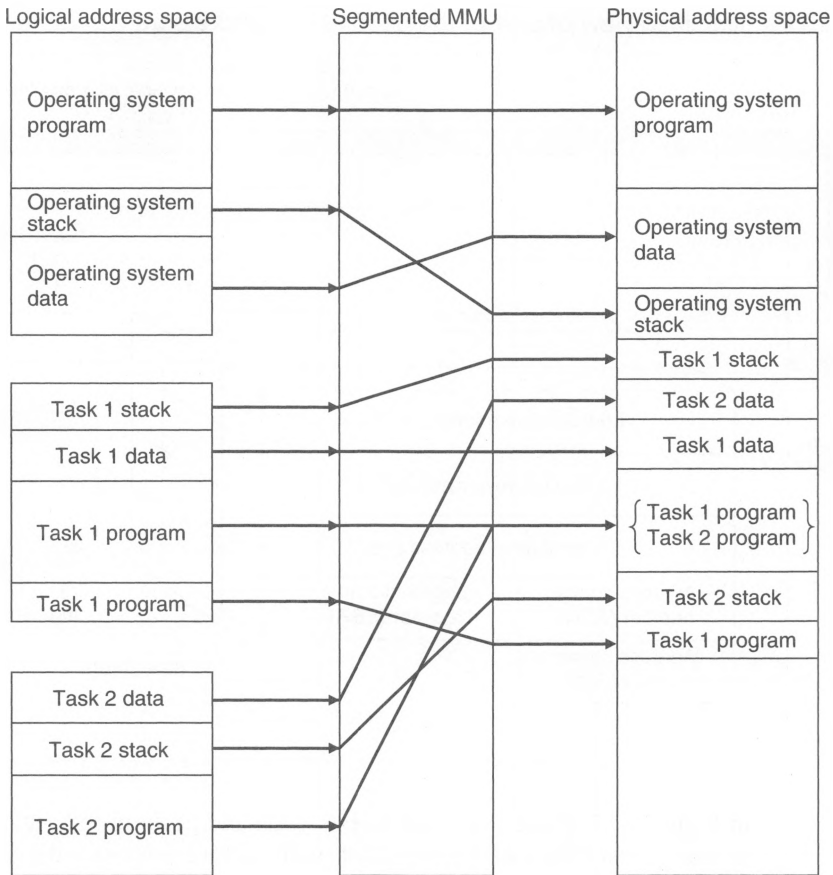 Logical address space
Segmented MMU
Physical address space
Operating system
program
Operating system
stack
Operating system
data
Task 1 stack
Task 1 data
Task 1 program
Task 1 program
Task 2 data
Task 2 stack
Task 2 program
Operating system
program
Operating system
data
Operating system
stack
Task 1 stack
Task 2 data
Task 1 data
{ Task 1 program
Task 2 program }
Task 2 stack
Task 1 program